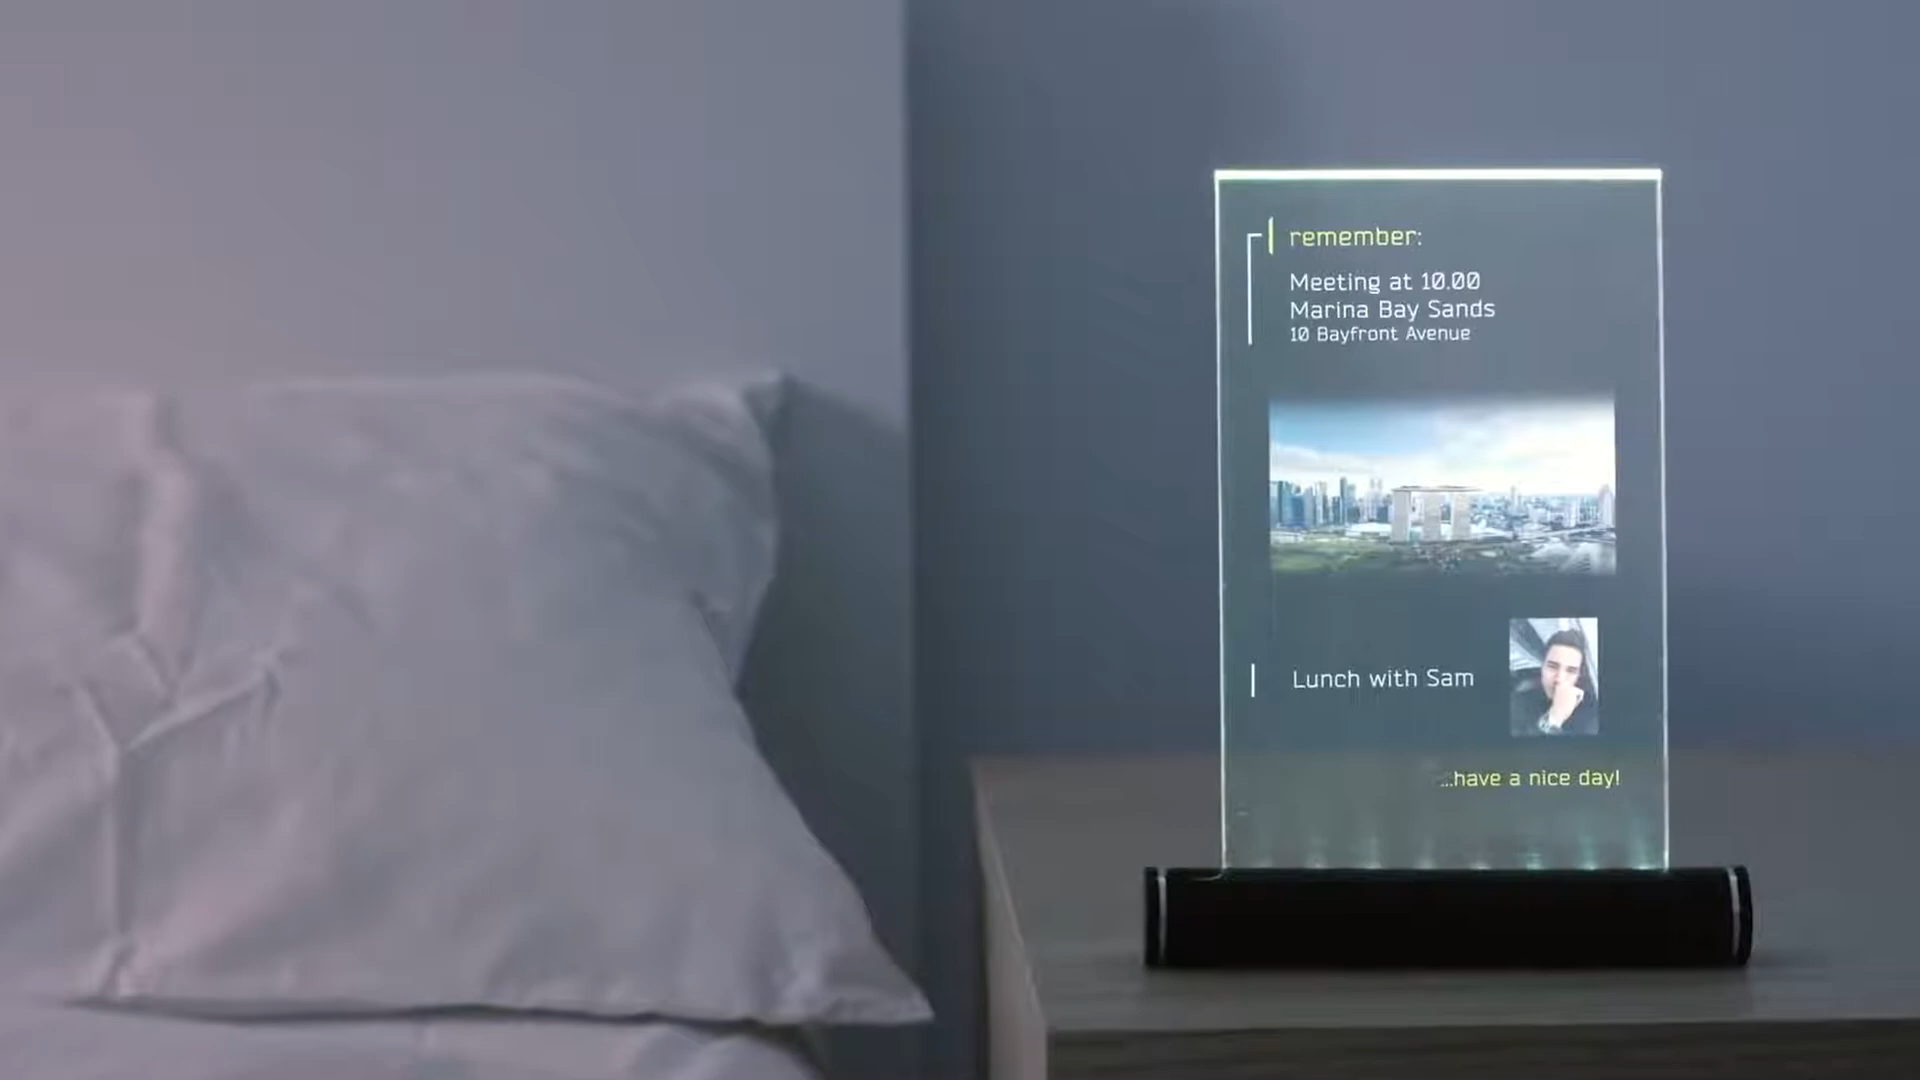 remember:
Meeting at 10.00
Marina Bay Sands
10 Bayfront Avenue
Lunch with Sam
...have a nice day!